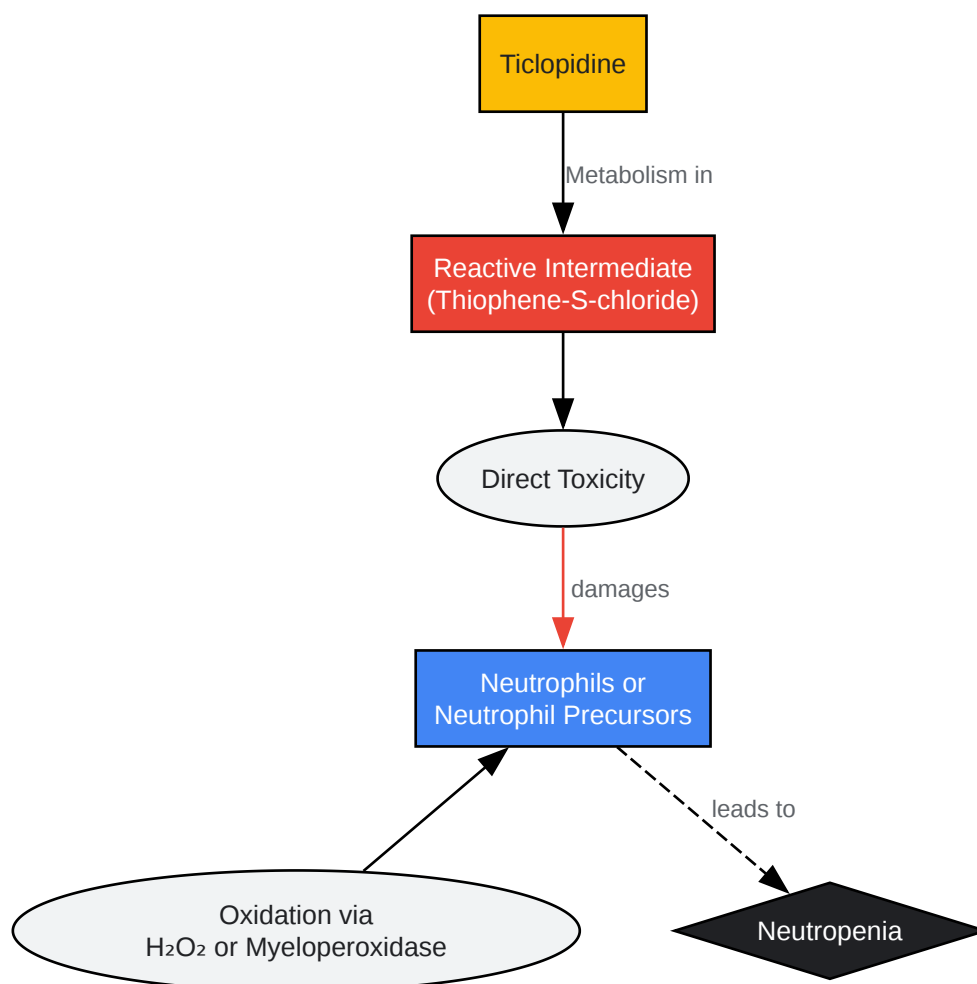 Ticlopidine
Metabolism in
Reactive Intermediate
(Thiophene-S-chloride)
Direct Toxicity
damages
Neutrophils or
Neutrophil Precursors
leads to
Oxidation via
H₂O₂ or Myeloperoxidase
Neutropenia